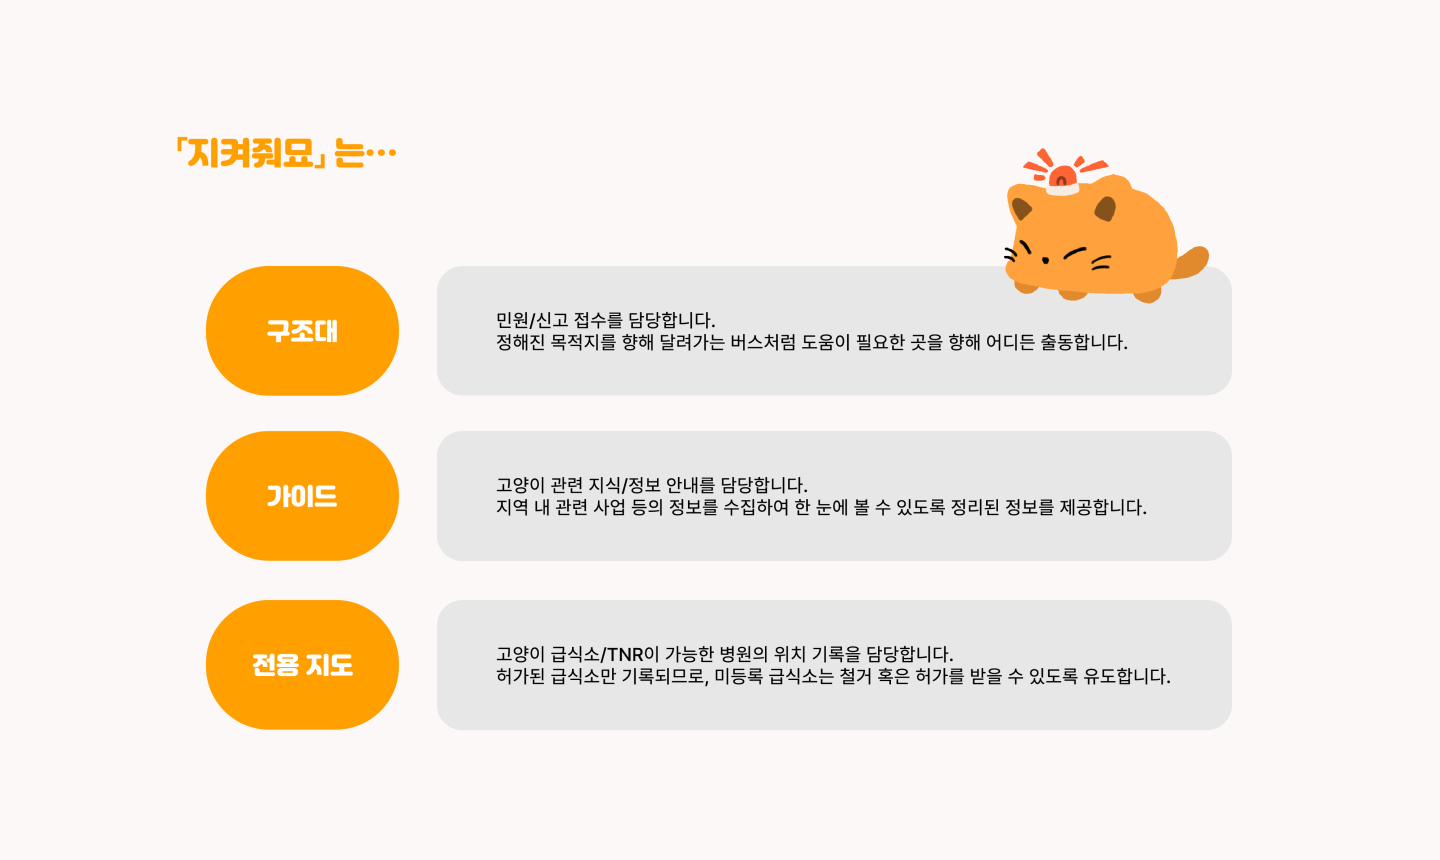 「지켜줘묘」는…
구조대
민원/신고 접수를 담당합니다.
정해진 목적지를 향해 달려가는 버스처럼 도움이 필요한 곳을 향해 어디든 출동합니다.
가이드
고양이 관련 지식/정보 안내를 담당합니다.
지역 내 관련 사업 등의 정보를 수집하여 한 눈에 볼 수 있도록 정리된 정보를 제공합니다.
전용 지도
고양이 급식소/TNR이 가능한 병원의 위치 기록을 담당합니다.
허가된 급식소만 기록되므로, 미등록 급식소는 철거 혹은 허가를 받을 수 있도록 유도합니다.